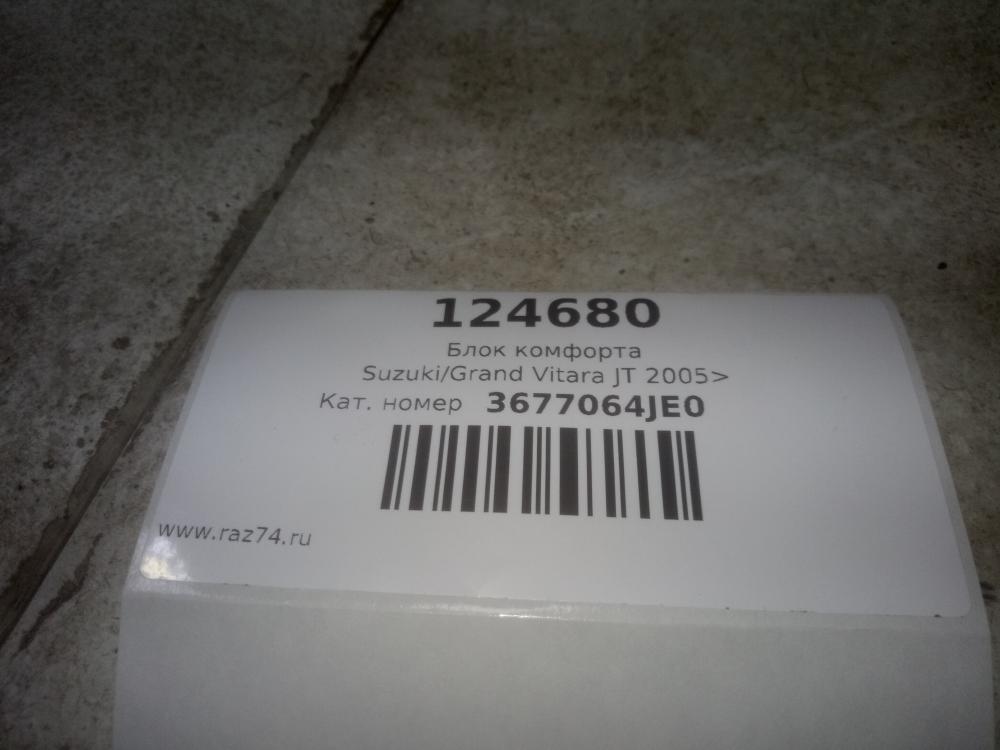 124680
Блок комфорта
Suzuki/Grand Vitara JT 2005>
Кат. номер 3677064JE0
www.raz74.ru